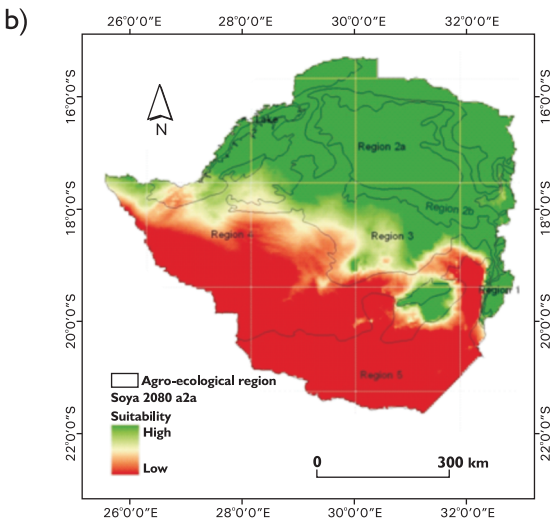 b)
26°0'0"E 28°0'0"E 30°0'0"E 32°0'0"E
16°0'0"S
16°0'0"S
18°0'0"S
18°0'0"S
20°0'0"S
20°0'0"S
22°0'0"S
22°0'0"S
N
Lake
Region 2a
Region 2b
Region 4
Region 3
Region 1
Region 5
Agro-ecological region
Soya 2080 a2a
Suitability
High
Low
0 300 km
26°0'0"E 28°0'0"E 30°0'0"E 32°0'0"E